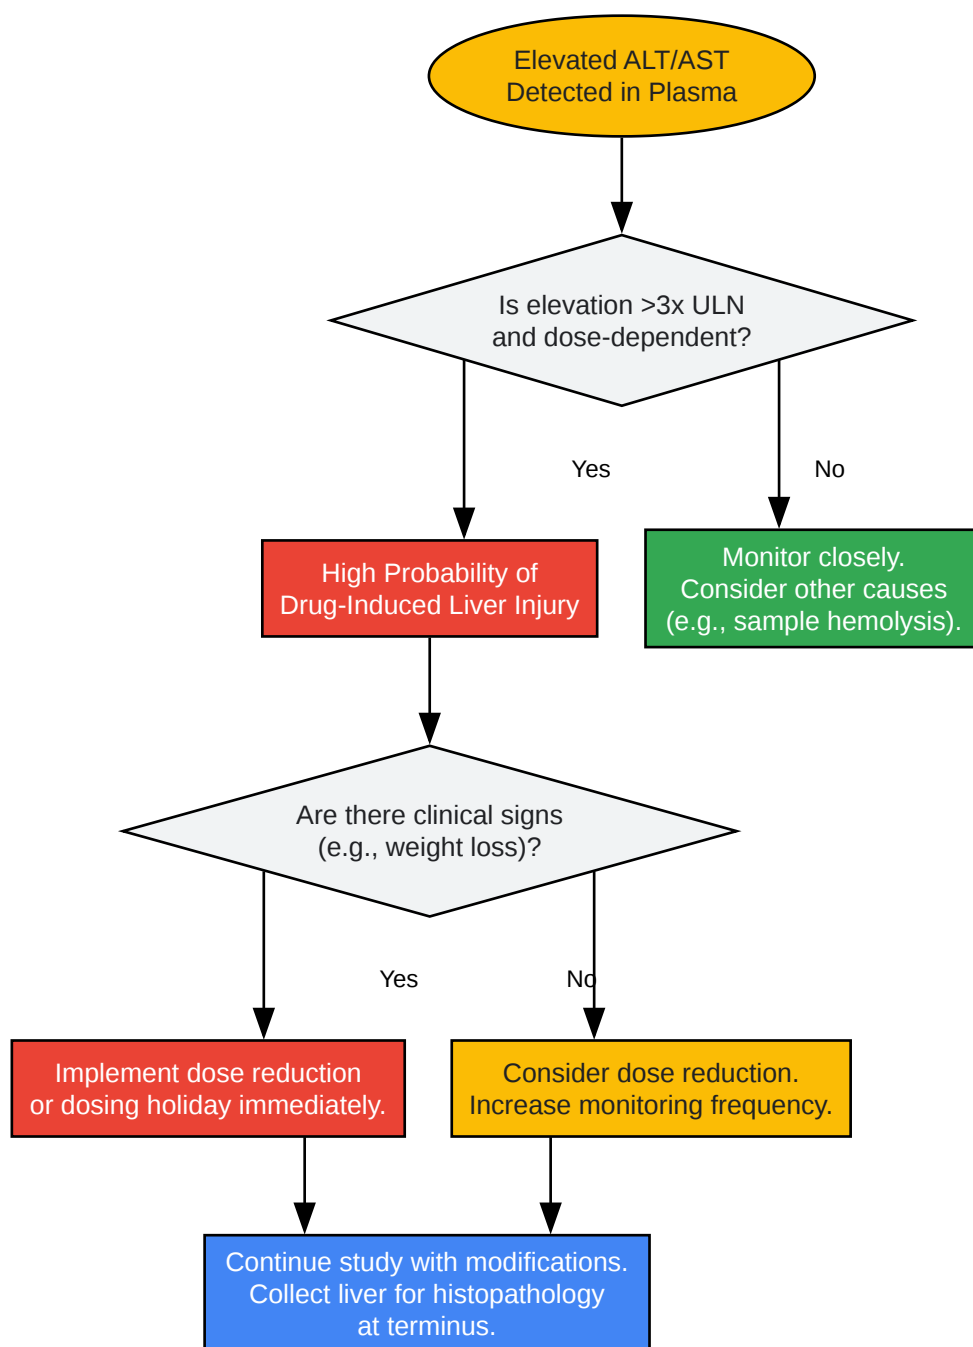 Elevated ALT/AST
Detected in Plasma
Is elevation >3x ULN
and dose-dependent?
Yes
No
High Probability of
Drug-Induced Liver Injury
Monitor closely.
Consider other causes
(e.g., sample hemolysis).
Are there clinical signs
(e.g., weight loss)?
Yes
No
Implement dose reduction
or dosing holiday immediately.
Consider dose reduction.
Increase monitoring frequency.
Continue study with modifications.
Collect liver for histopathology
at terminus.